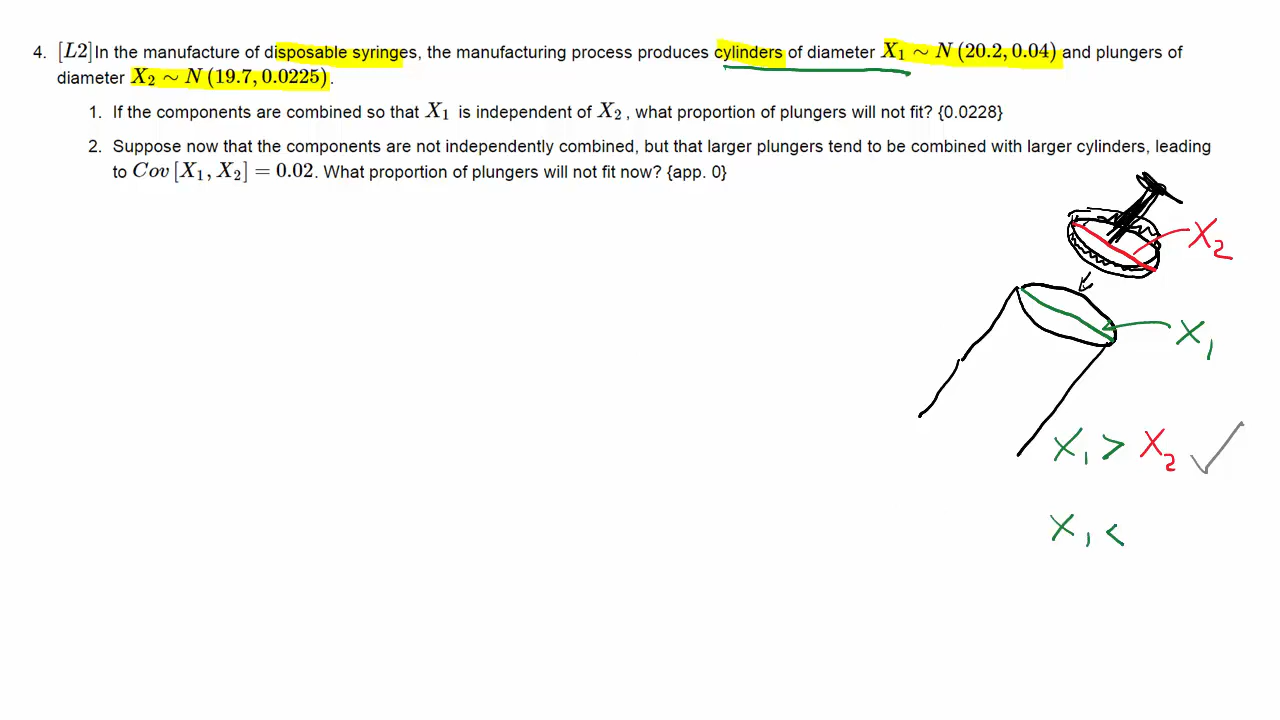 4. [L2] In the manufacture of disposable syringes, the manufacturing process produces cylinders of diameter X₁ ∼ N (20.2, 0.04) and plungers of
diameter X₂ ∼ N (19.7, 0.0225).
1. If the components are combined so that X₁ is independent of X₂, what proportion of plungers will not fit? {0.0228}
2. Suppose now that the components are not independently combined, but that larger plungers tend to be combined with larger cylinders, leading
to Cov [X₁, X₂] = 0.02. What proportion of plungers will not fit now? {app. 0}
X₂
X₁
X₁ > X₂ ✓
X₁ <